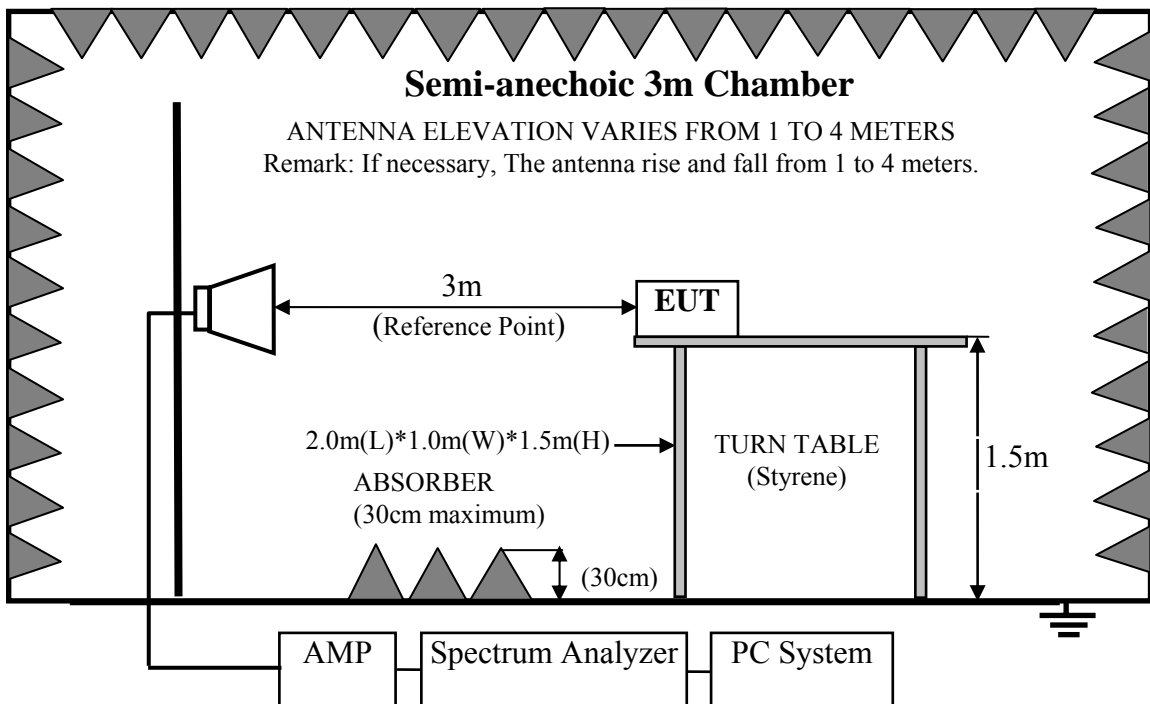 Semi-anechoic 3m Chamber
ANTENNA ELEVATION VARIES FROM 1 TO 4 METERS
Remark: If necessary, The antenna rise and fall from 1 to 4 meters.
3m
(Reference Point)
EUT
2.0m(L)*1.0m(W)*1.5m(H)
ABSORBER
(30cm maximum)
(30cm)
TURN TABLE
(Styrene)
1.5m
AMP
Spectrum Analyzer
PC System